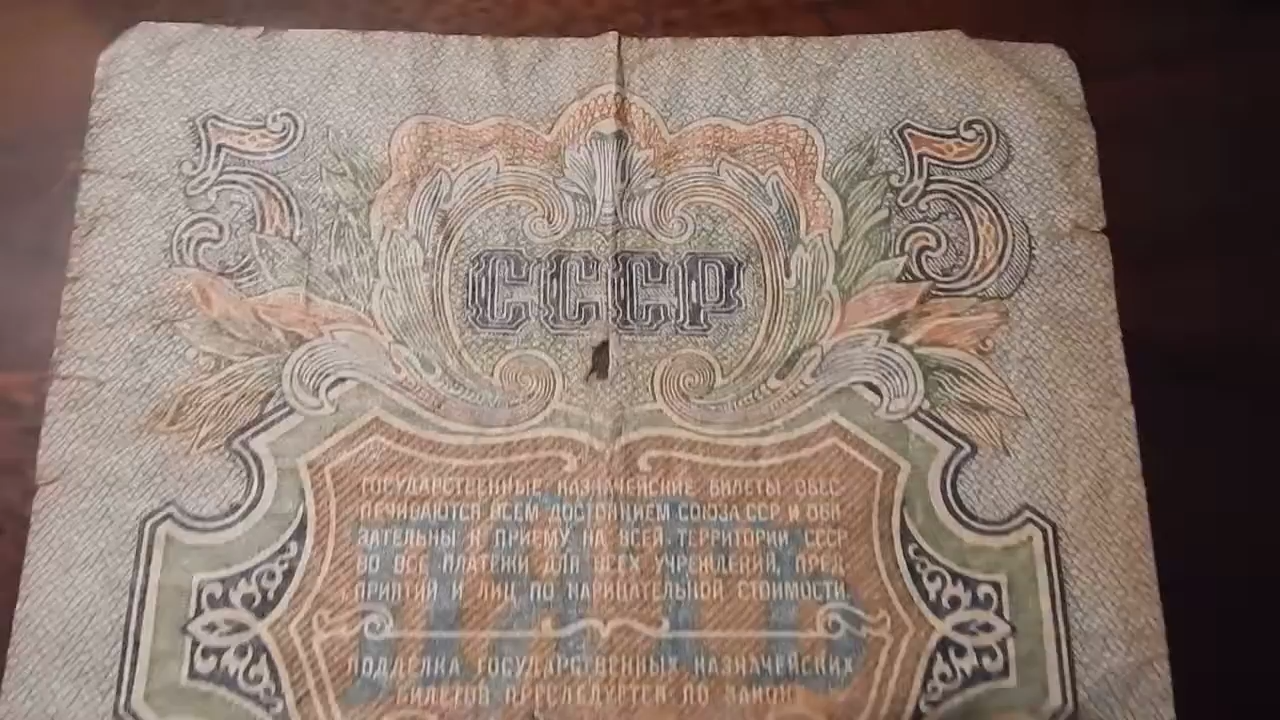 5 5
СССР
ПЯТЬ
ГОСУДАРСТВЕННЫЕ КАЗНАЧЕЙСКИЕ БИЛЕТЫ ОБЕС-
ПЕЧИВАЮТСЯ ВСЕМ ДОСТОЯНИЕМ СОЮЗА ССР И ОБЯ
ЗАТЕЛЬНЫ К ПРИЕМУ НА ВСЕЙ ТЕРРИТОРИИ СССР
ВО ВСЕ ПЛАТЕЖИ ДЛЯ ВСЕХ УЧРЕЖДЕНИЙ, ПРЕД-
ПРИЯТИЙ И ЛИЦ ПО НАРИЦАТЕЛЬНОЙ СТОИМОСТИ.
ПОДДЕЛКА ГОСУДАРСТВЕННЫХ КАЗНАЧЕЙСКИХ
БИЛЕТОВ ПРЕСЛЕДУЕТСЯ ПО ЗАКОНУ